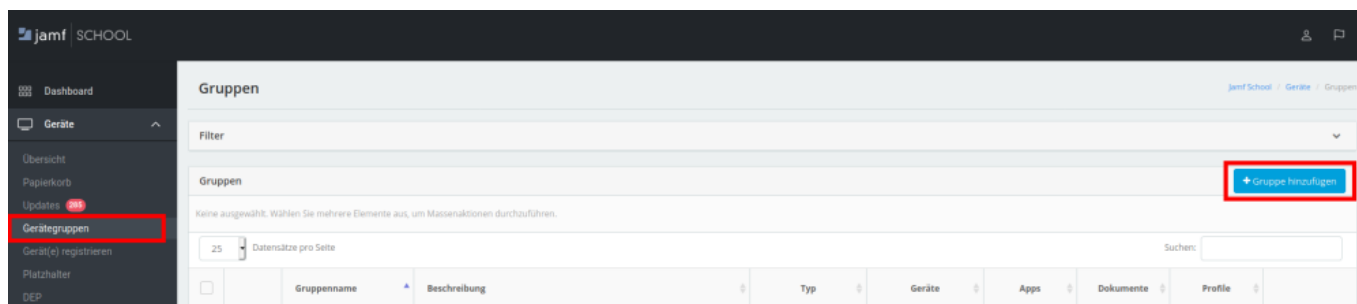 jamf SCHOOL
Dashboard
Geräte
Übersicht
Papierkorb
Updates 265
Gerätegruppen
Gerät(e) registrieren
Platzhalter
DEP
Gruppen
Jamf School / Geräte / Gruppen
Filter
Gruppen
+ Gruppe hinzufügen
Keine ausgewählt. Wählen Sie mehrere Elemente aus, um Massenaktionen durchzuführen.
25 Datensätze pro Seite
Suchen:
Gruppenname Beschreibung Typ Geräte Apps Dokumente Profile